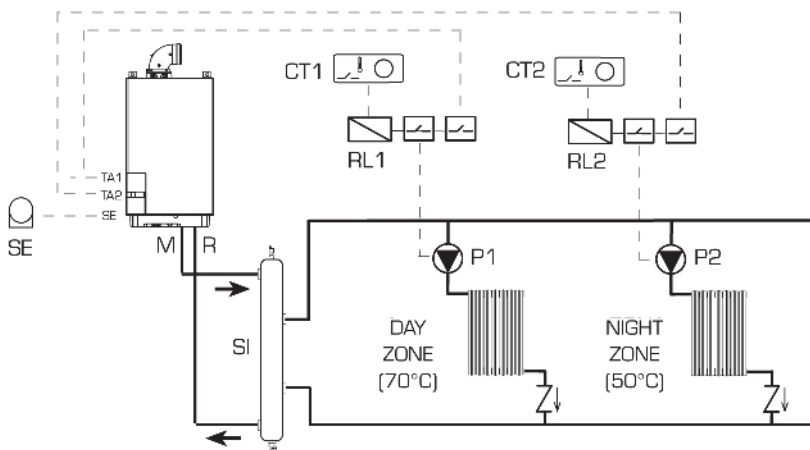 CT1
CT2
RL1
RL2
TA1
TA2
SE
SE
M
R
P1
P2
SI
DAY
ZONE
(70°C)
NIGHT
ZONE
(50°C)